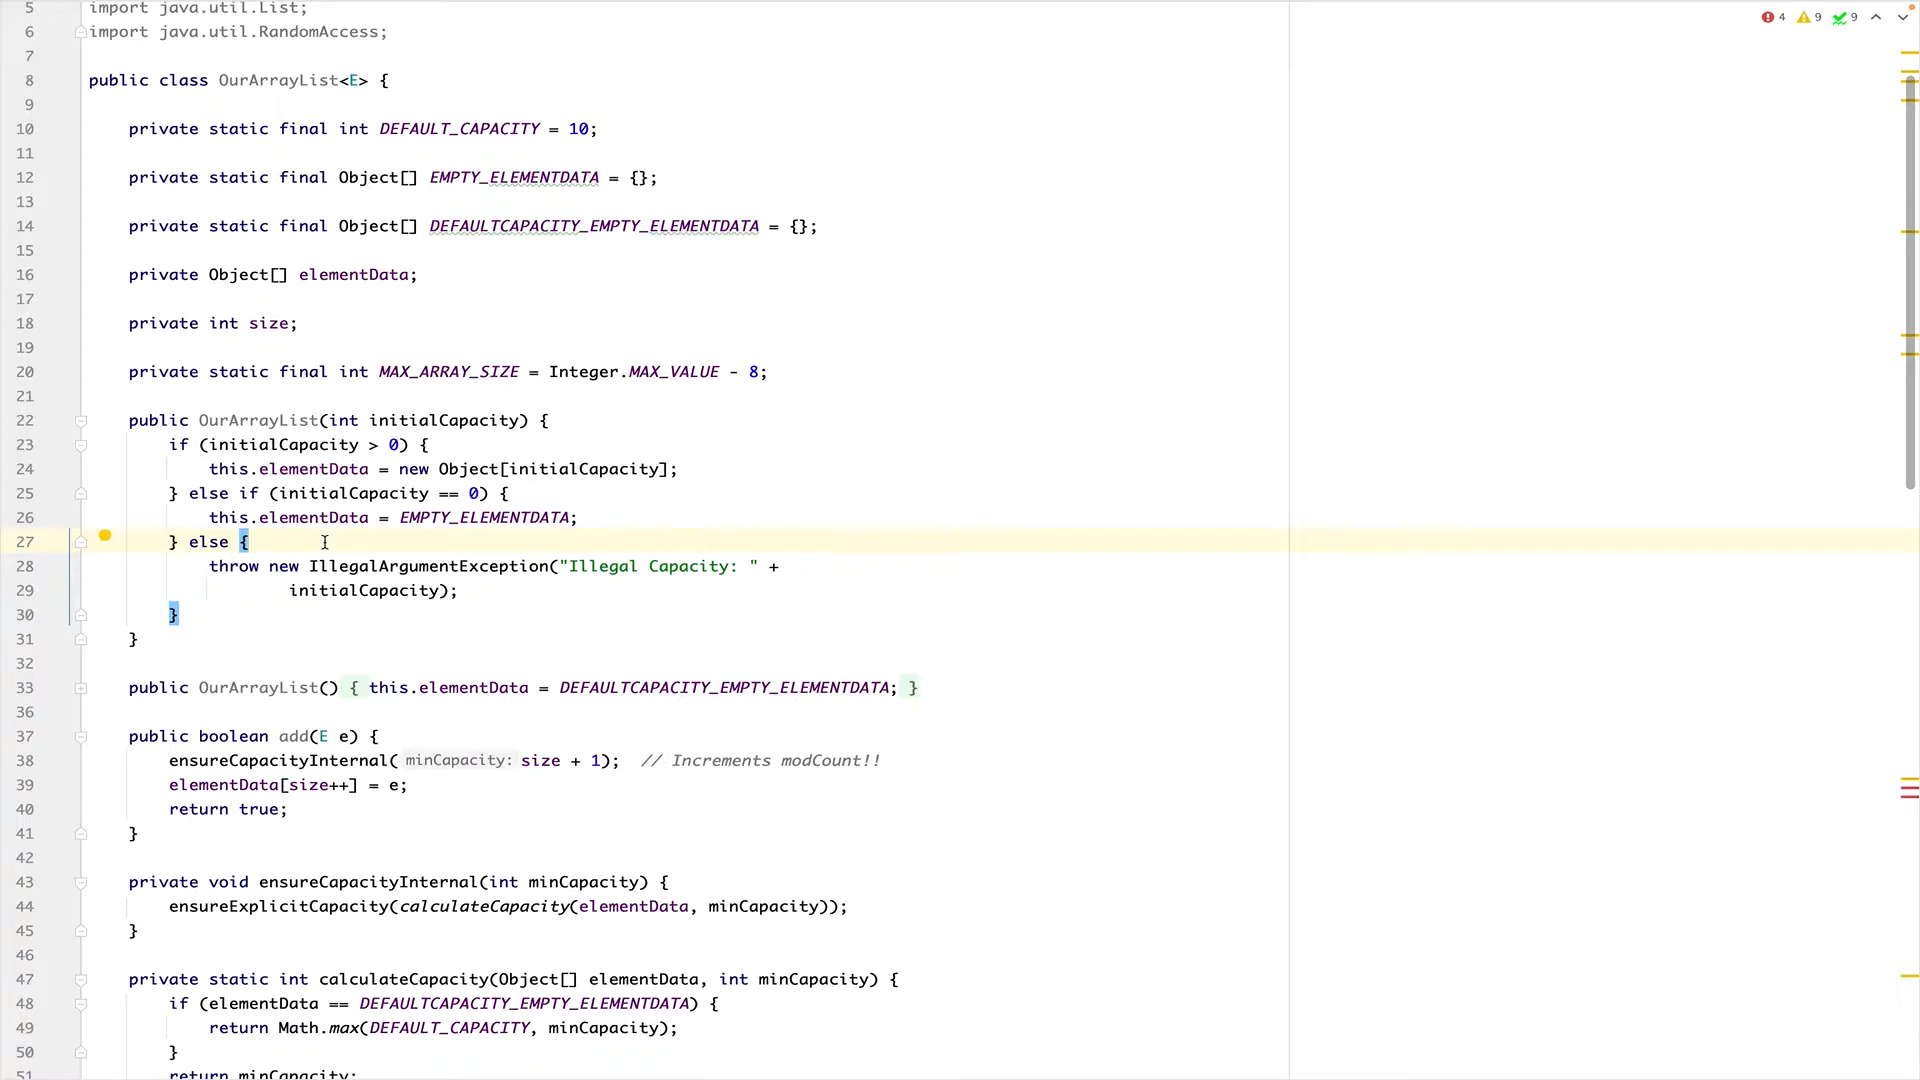 5 import java.util.List;
6 import java.util.RandomAccess;
4 9 9
7
8 public class OurArrayList<E> {
9
10 private static final int DEFAULT_CAPACITY = 10;
11
12 private static final Object[] EMPTY_ELEMENTDATA = {};
13
14 private static final Object[] DEFAULTCAPACITY_EMPTY_ELEMENTDATA = {};
15
16 private Object[] elementData;
17
18 private int size;
19
20 private static final int MAX_ARRAY_SIZE = Integer.MAX_VALUE - 8;
21
22 public OurArrayList(int initialCapacity) {
23 if (initialCapacity > 0) {
24 this.elementData = new Object[initialCapacity];
25 } else if (initialCapacity == 0) {
26 this.elementData = EMPTY_ELEMENTDATA;
27 } else {
28 throw new IllegalArgumentException("Illegal Capacity: " +
29 initialCapacity);
30 }
31 }
32
33 public OurArrayList() { this.elementData = DEFAULTCAPACITY_EMPTY_ELEMENTDATA; }
36
37 public boolean add(E e) {
38 ensureCapacityInternal( minCapacity: size + 1); // Increments modCount!!
39 elementData[size++] = e;
40 return true;
41 }
42
43 private void ensureCapacityInternal(int minCapacity) {
44 ensureExplicitCapacity(calculateCapacity(elementData, minCapacity));
45 }
46
47 private static int calculateCapacity(Object[] elementData, int minCapacity) {
48 if (elementData == DEFAULTCAPACITY_EMPTY_ELEMENTDATA) {
49 return Math.max(DEFAULT_CAPACITY, minCapacity);
50 }
51 return minCapacity;